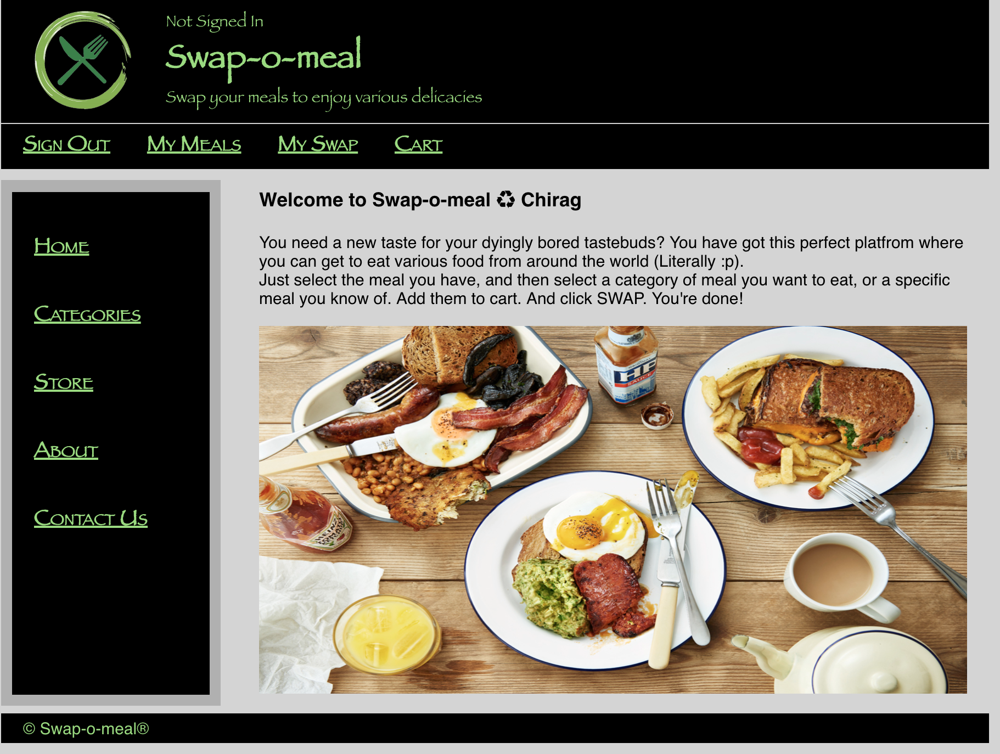 Not Signed In
Swap-o-meal
Swap your meals to enjoy various delicacies
Sign Out My Meals My Swap Cart
Home
Categories
Store
About
Contact Us
Welcome to Swap-o-meal ♻ Chirag
You need a new taste for your dyingly bored tastebuds? You have got this perfect platfrom where
you can get to eat various food from around the world (Literally :p).
Just select the meal you have, and then select a category of meal you want to eat, or a specific
meal you know of. Add them to cart. And click SWAP. You're done!
HP
SAUCE
HEINZ
TOMATO
© Swap-o-meal®